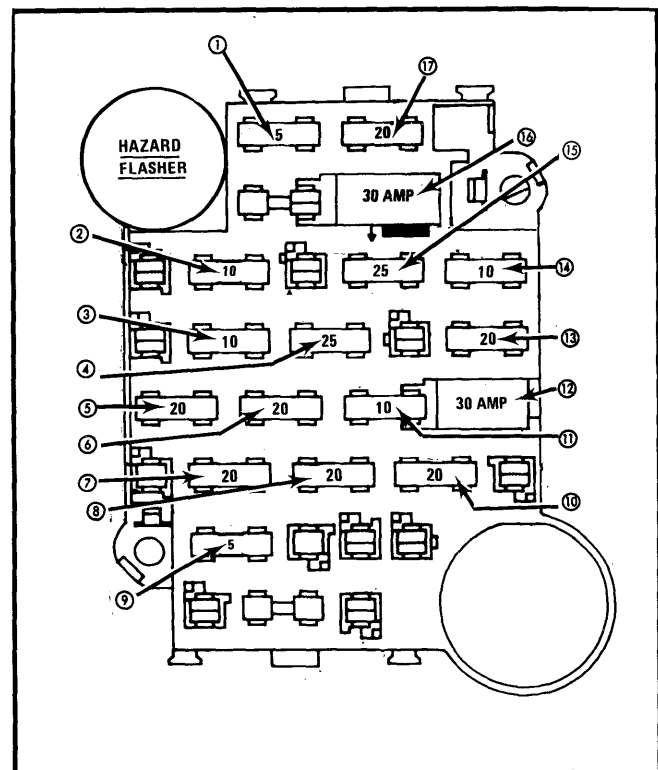 ① ⑰
5 20
HAZARD
FLASHER
⑯
⑮
30 AMP
②
10 25 10 ⑭
③
10 25 20 ⑬
④
⑤ 20 20 10 30 AMP ⑫
⑥ ⑪
⑦ 20 20 20
⑧ ⑩
5
⑨